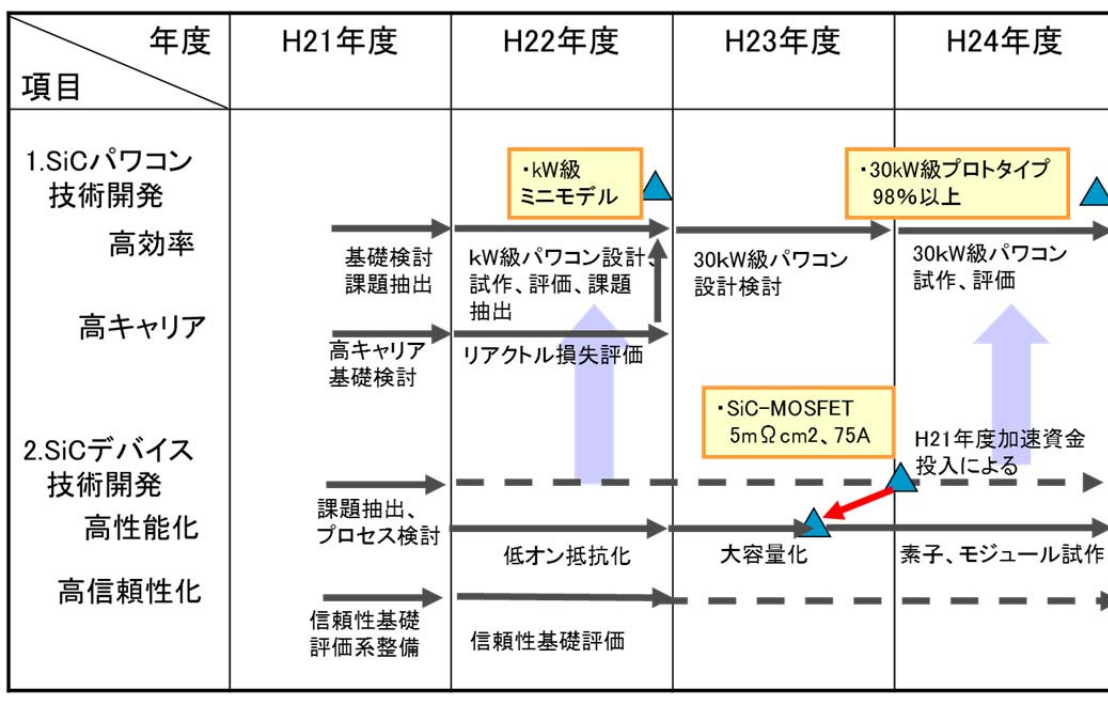 年度
項目
H21年度
H22年度
H23年度
H24年度
1.SiCパワコン
技術開発
高効率
高キャリア
・kW級
ミニモデル
・30kW級プロトタイプ
98%以上
基礎検討
課題抽出
kW級パワコン設計、
試作、評価、課題
抽出
30kW級パワコン
設計検討
30kW級パワコン
試作、評価
高キャリア
基礎検討
リアクトル損失評価
2.SiCデバイス
技術開発
高性能化
高信頼性化
・SiC-MOSFET
5mΩcm2、75A
H21年度加速資金
投入による
課題抽出、
プロセス検討
低オン抵抗化
大容量化
素子、モジュール試作
信頼性基礎
評価系整備
信頼性基礎評価